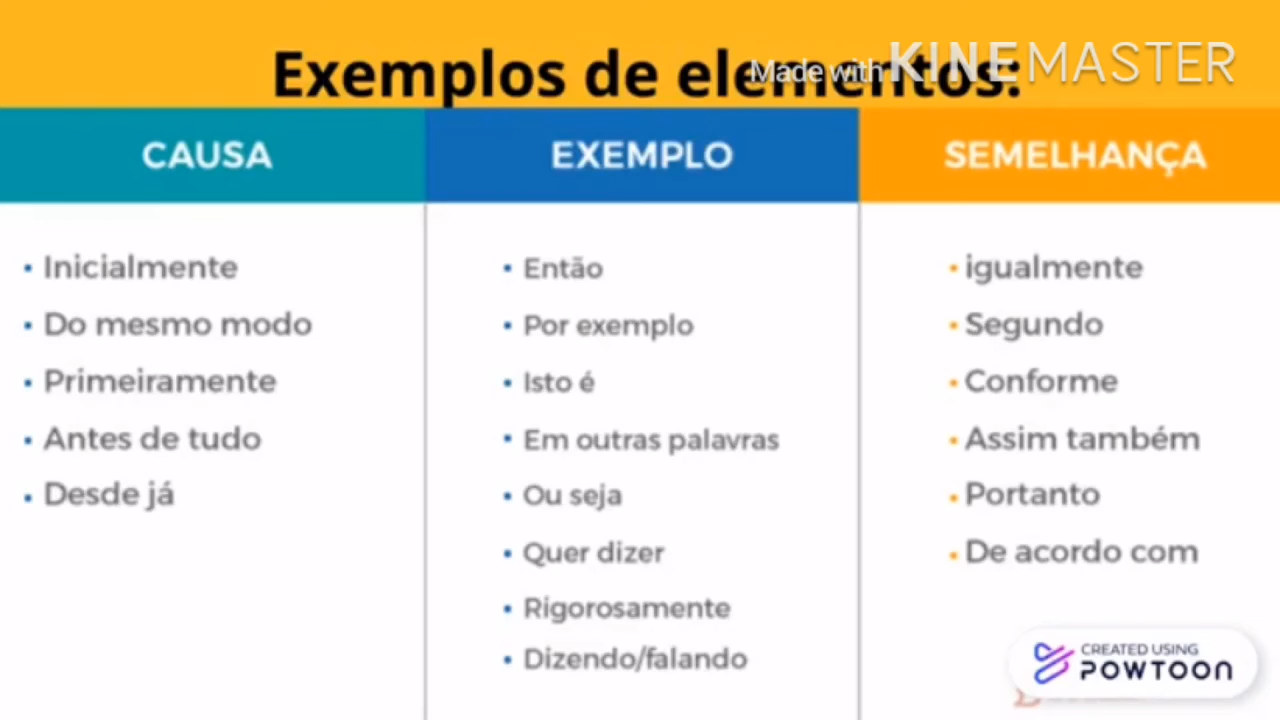 Exemplos de elementos:
Made with KINEMASTER
CAUSA
Inicialmente
Do mesmo modo
Primeiramente
Antes de tudo
Desde já
EXEMPLO
Então
Por exemplo
Isto é
Em outras palavras
Ou seja
Quer dizer
Rigorosamente
Dizendo/falando
SEMELHANÇA
igualmente
Segundo
Conforme
Assim também
Portanto
De acordo com
CREATED USING
POWTOON